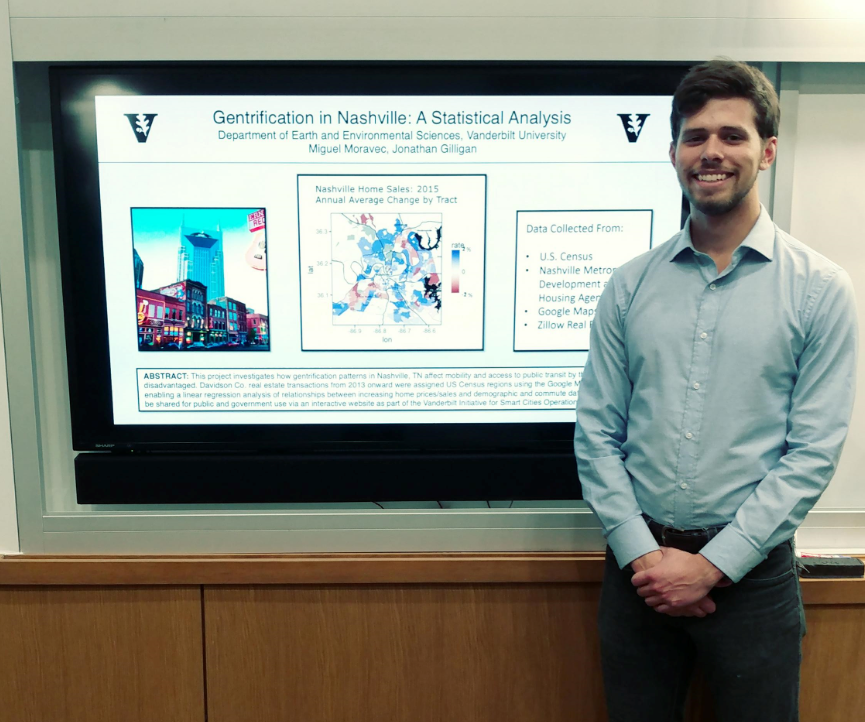 Gentrification in Nashville: A Statistical Analysis
Department of Earth and Environmental Sciences, Vanderbilt University
Miguel Moravec, Jonathan Gilligan
Nashville Home Sales: 2015
Annual Average Change by Tract
rate
lat
lon
Data Collected From:
• U.S. Census
• Nashville Metro
Development
Housing
• Google Maps
• Zillow Real
ABSTRACT: This project investigates how gentrification patterns in Nashville, TN affect mobility and access to public transit by
disadvantaged. Davidson Co. real estate transactions from 2013 onward were assigned US Census regions using the Google
enabling a linear regression analysis of relationships between increasing home prices/sales and demographic and commute
be shared for public and government use via an interactive website as part of the Vanderbilt Initiative for Smart Cities
SHARP